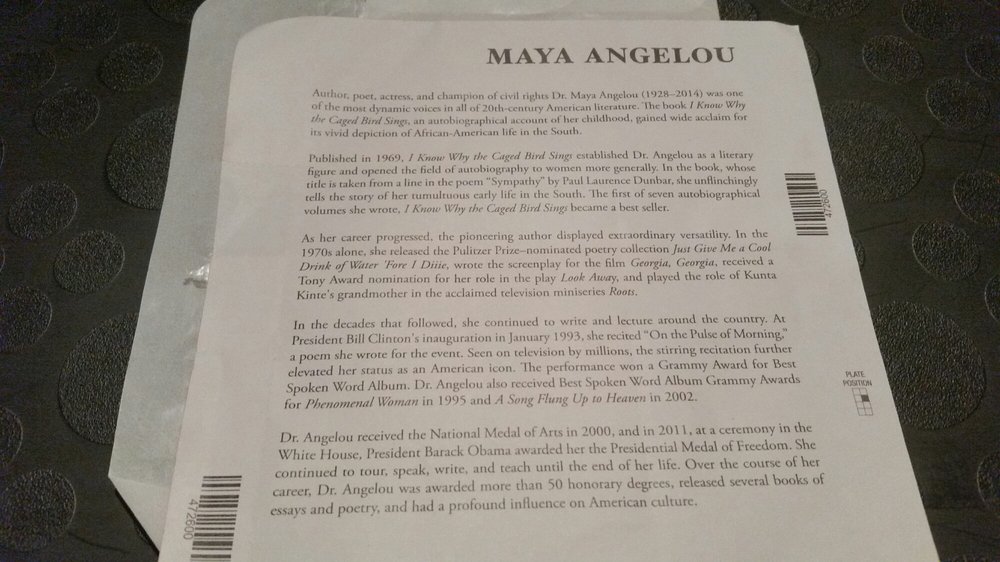 MAYA ANGELOU
Author, poet, actress, and champion of civil rights Dr. Maya Angelou (1928–2014) was one
of the most dynamic voices in all of 20th-century American literature. The book I Know Why
the Caged Bird Sings, an autobiographical account of her childhood, gained wide acclaim for
its vivid depiction of African-American life in the South.
Published in 1969, I Know Why the Caged Bird Sings established Dr. Angelou as a literary
figure and opened the field of autobiography to women more generally. In the book, whose
title is taken from a line in the poem “Sympathy” by Paul Laurence Dunbar, she unflinchingly
tells the story of her tumultuous early life in the South. The first of seven autobiographical
volumes she wrote, I Know Why the Caged Bird Sings became a best seller.
472600
As her career progressed, the pioneering author displayed extraordinary versatility. In the
1970s alone, she released the Pulitzer Prize–nominated poetry collection Just Give Me a Cool
Drink of Water ’Fore I Diiie, wrote the screenplay for the film Georgia, Georgia, received a
Tony Award nomination for her role in the play Look Away, and played the role of Kunta
Kinte’s grandmother in the acclaimed television miniseries Roots.
In the decades that followed, she continued to write and lecture around the country. At
President Bill Clinton’s inauguration in January 1993, she recited “On the Pulse of Morning,”
a poem she wrote for the event. Seen on television by millions, the stirring recitation further
elevated her status as an American icon. The performance won a Grammy Award for Best
Spoken Word Album. Dr. Angelou also received Best Spoken Word Album Grammy Awards
for Phenomenal Woman in 1995 and A Song Flung Up to Heaven in 2002.
PLATE
POSITION
Dr. Angelou received the National Medal of Arts in 2000, and in 2011, at a ceremony in the
White House, President Barack Obama awarded her the Presidential Medal of Freedom. She
continued to tour, speak, write, and teach until the end of her life. Over the course of her
career, Dr. Angelou was awarded more than 50 honorary degrees, released several books of
essays and poetry, and had a profound influence on American culture.
472600